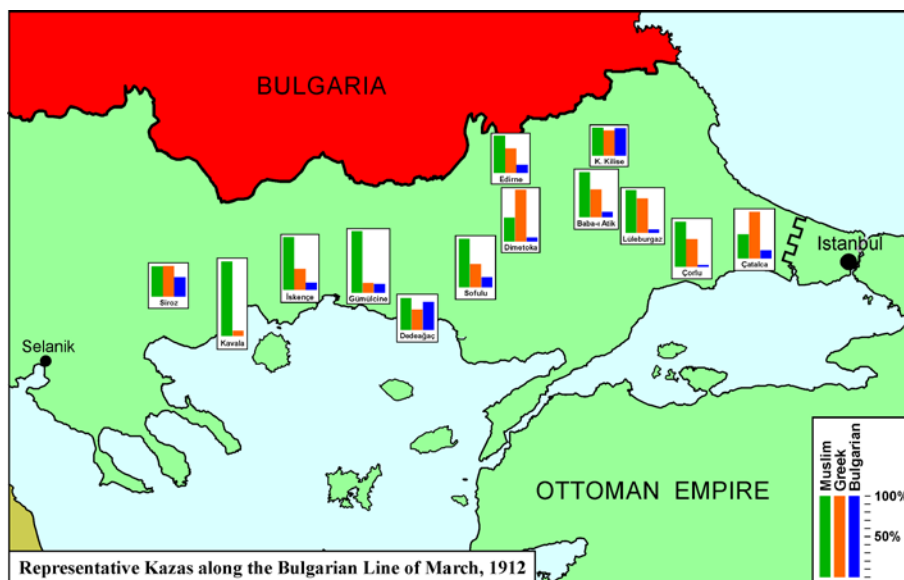 BULGARIA
Edirne
K. Kilise
Baba-ı Atik
Dimetoka
Lüleburgaz
Çorlu
Çatalca
Istanbul
Sofulu
İskençe
Gümülcine
Siroz
Kavala
Dedeağaç
Selanik
OTTOMAN EMPIRE
Muslim
Greek
Bulgarian
100%
50%
Representative Kazas along the Bulgarian Line of March, 1912